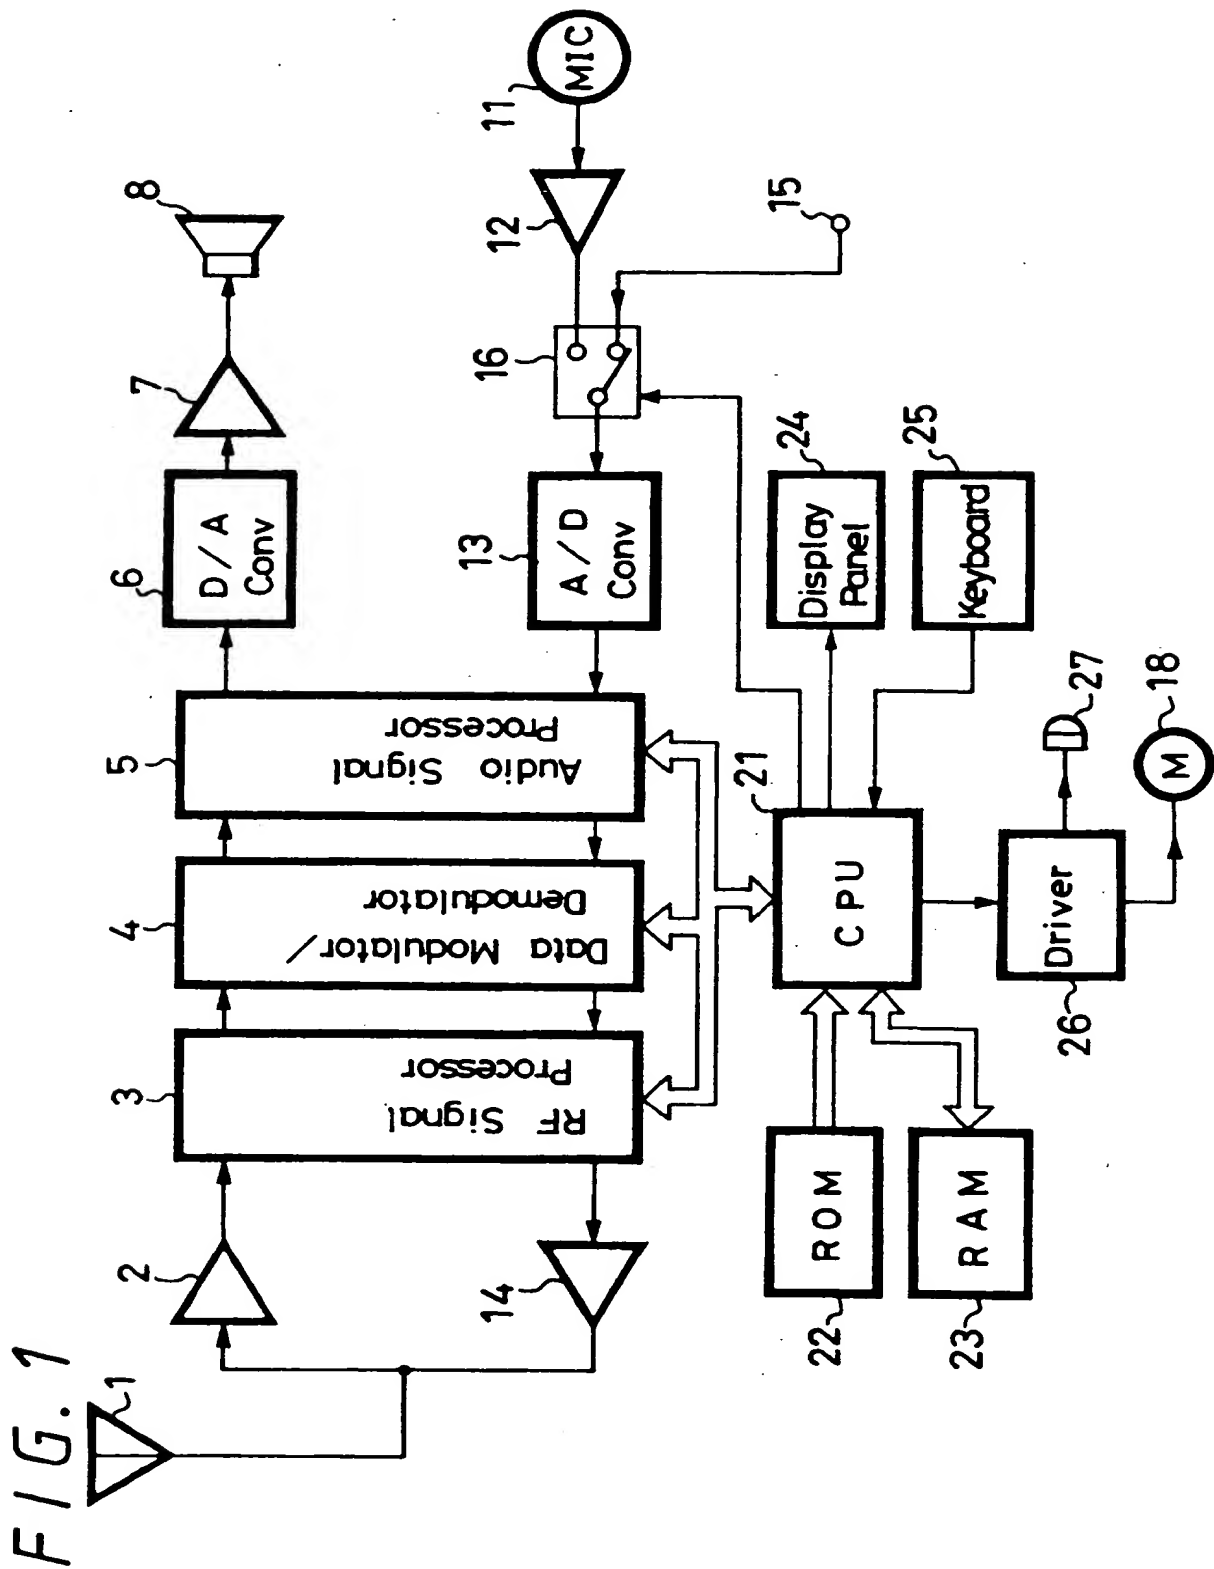 FIG. 1
1
2
3
RF Signal
Processor
4
Data Modulator/
Demodulator
5
Audio Signal
Processor
6
D/A
Conv
7
8
14
13
A/D
Conv
16
12
11
MIC
15
22
ROM
23
RAM
21
CPU
24
Display
Panel
25
Keyboard
26
Driver
27
18
M